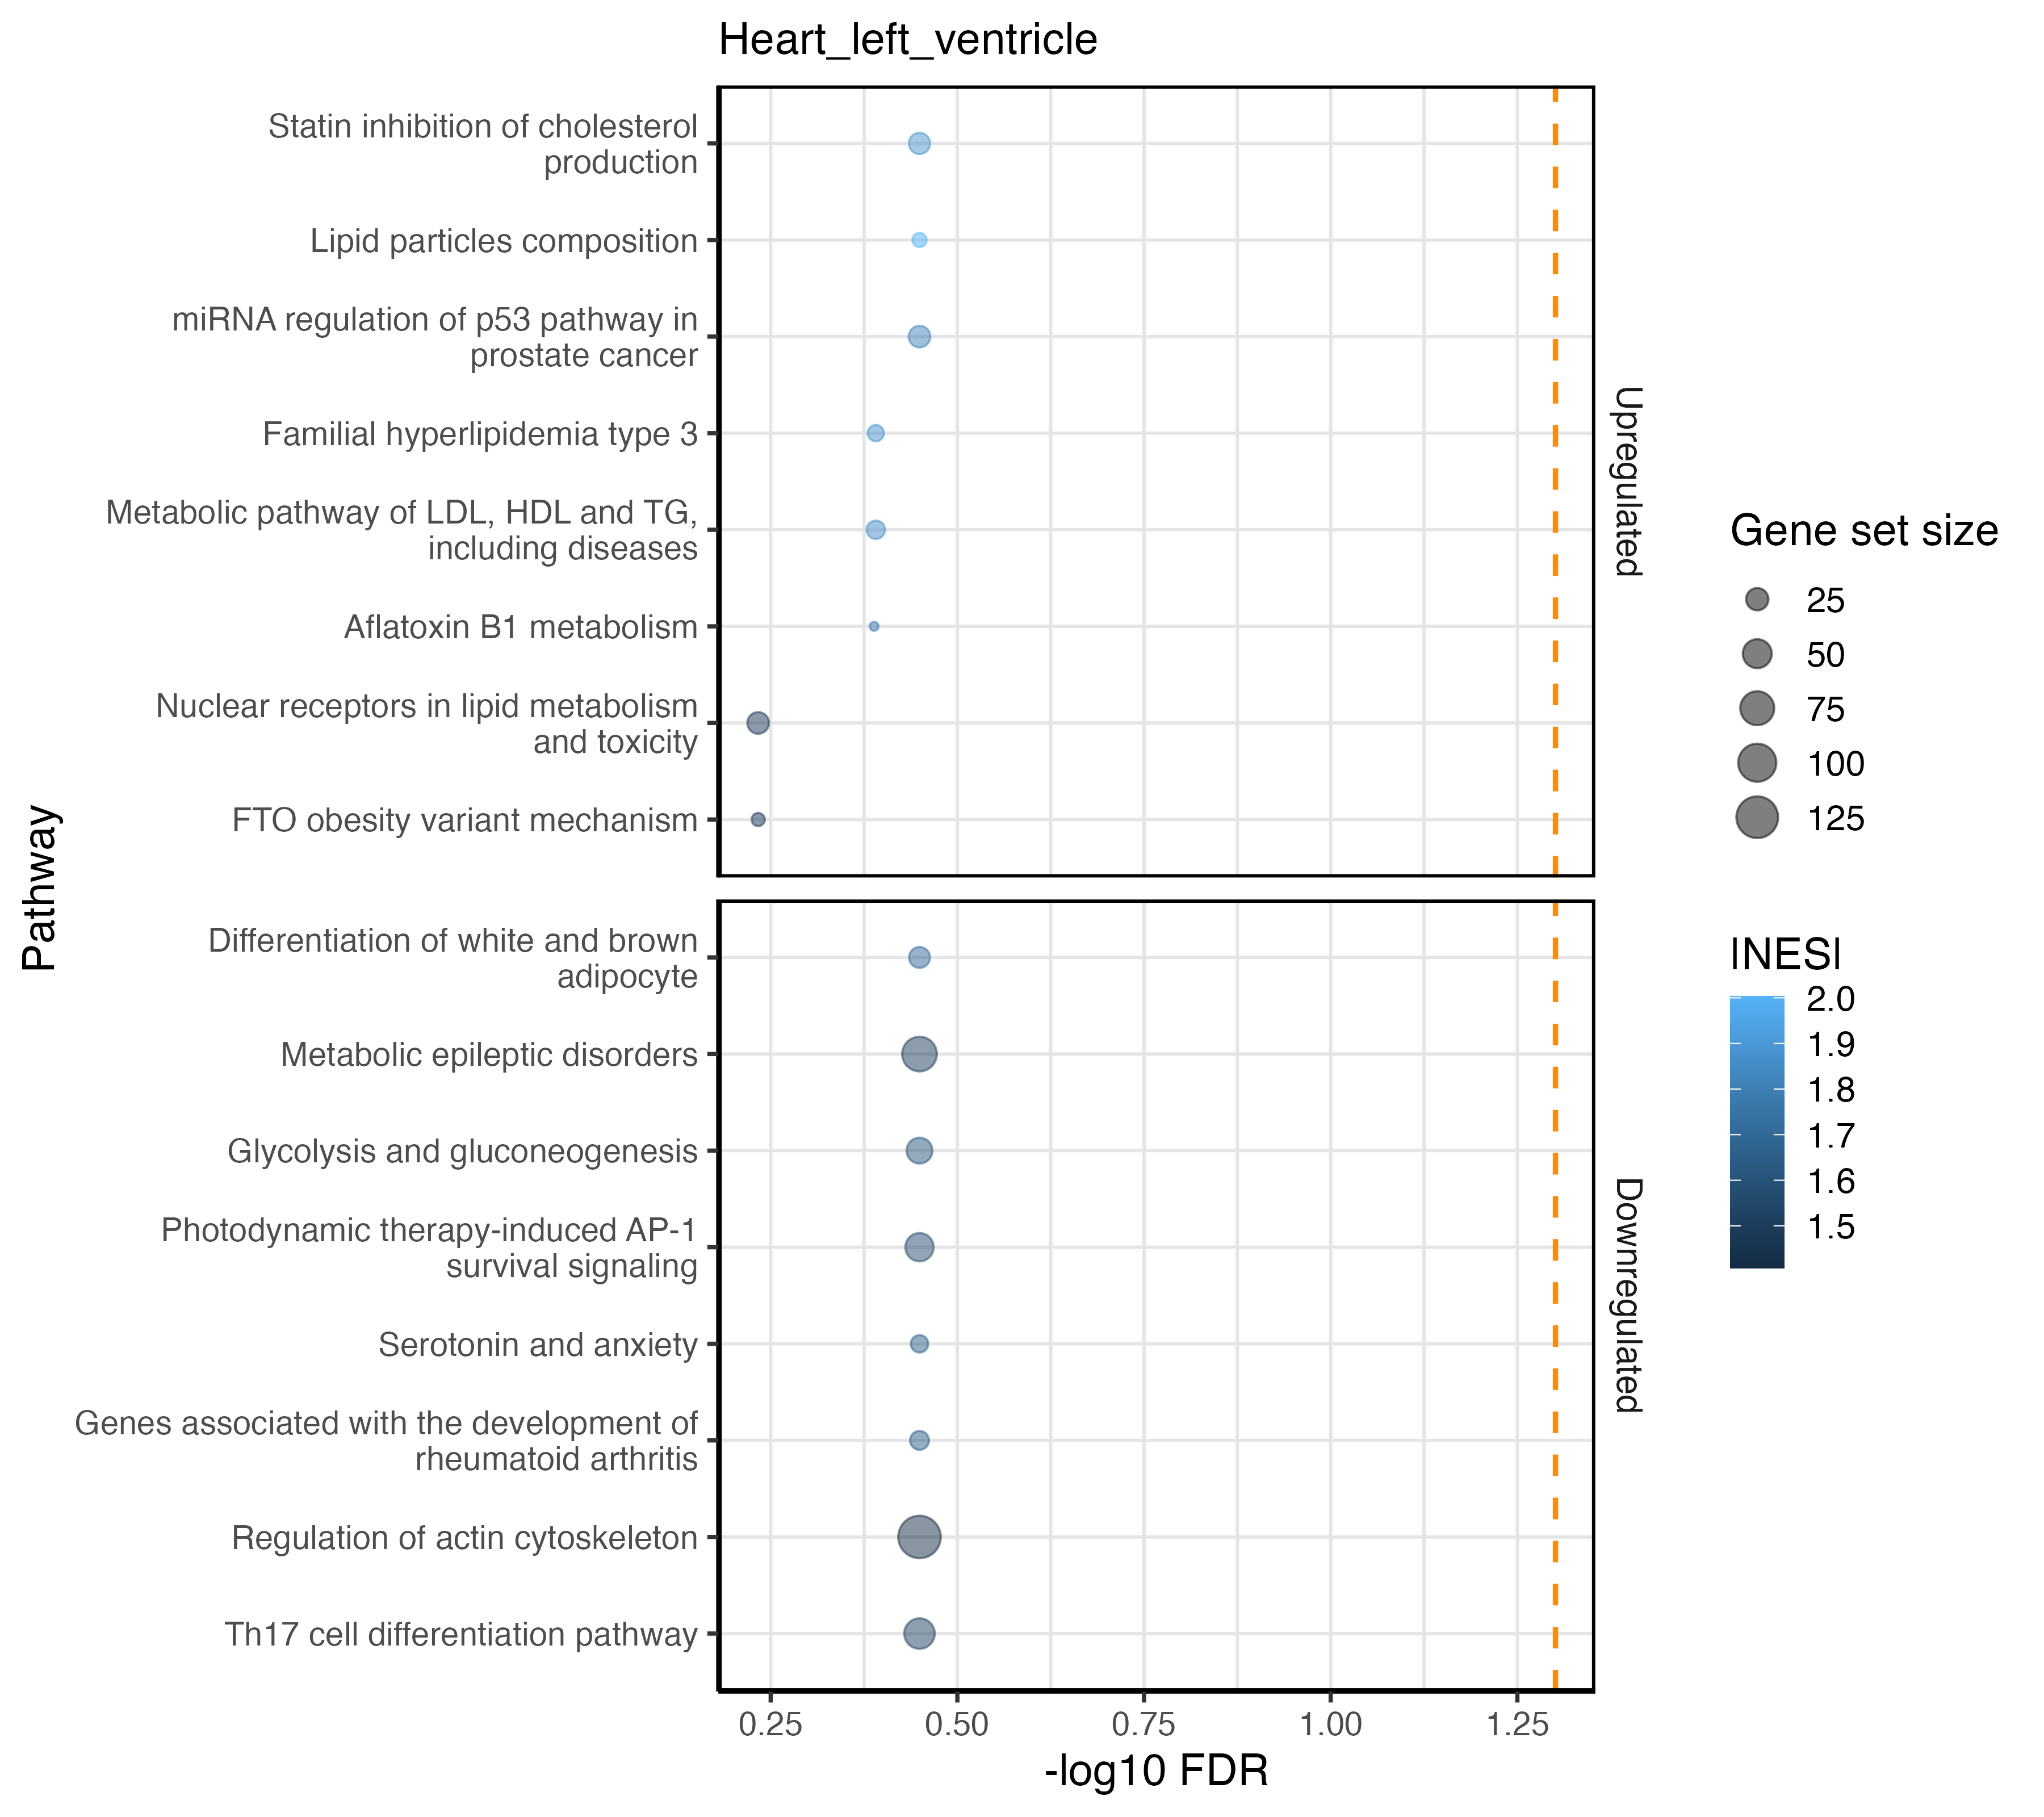 Heart_left_ventricle
Statin inhibition of cholesterol
production
Lipid particles composition
miRNA regulation of p53 pathway in
prostate cancer
Familial hyperlipidemia type 3
Metabolic pathway of LDL, HDL and TG,
including diseases
Aflatoxin B1 metabolism
Nuclear receptors in lipid metabolism
and toxicity
FTO obesity variant mechanism
Upregulated
Differentiation of white and brown
adipocyte
Metabolic epileptic disorders
Glycolysis and gluconeogenesis
Photodynamic therapy-induced AP-1
survival signaling
Serotonin and anxiety
Genes associated with the development of
rheumatoid arthritis
Regulation of actin cytoskeleton
Th17 cell differentiation pathway
Downregulated
Pathway
0.25 0.50 0.75 1.00 1.25
-log10 FDR
Gene set size
25
50
75
100
125
|NES|
2.0
1.9
1.8
1.7
1.6
1.5